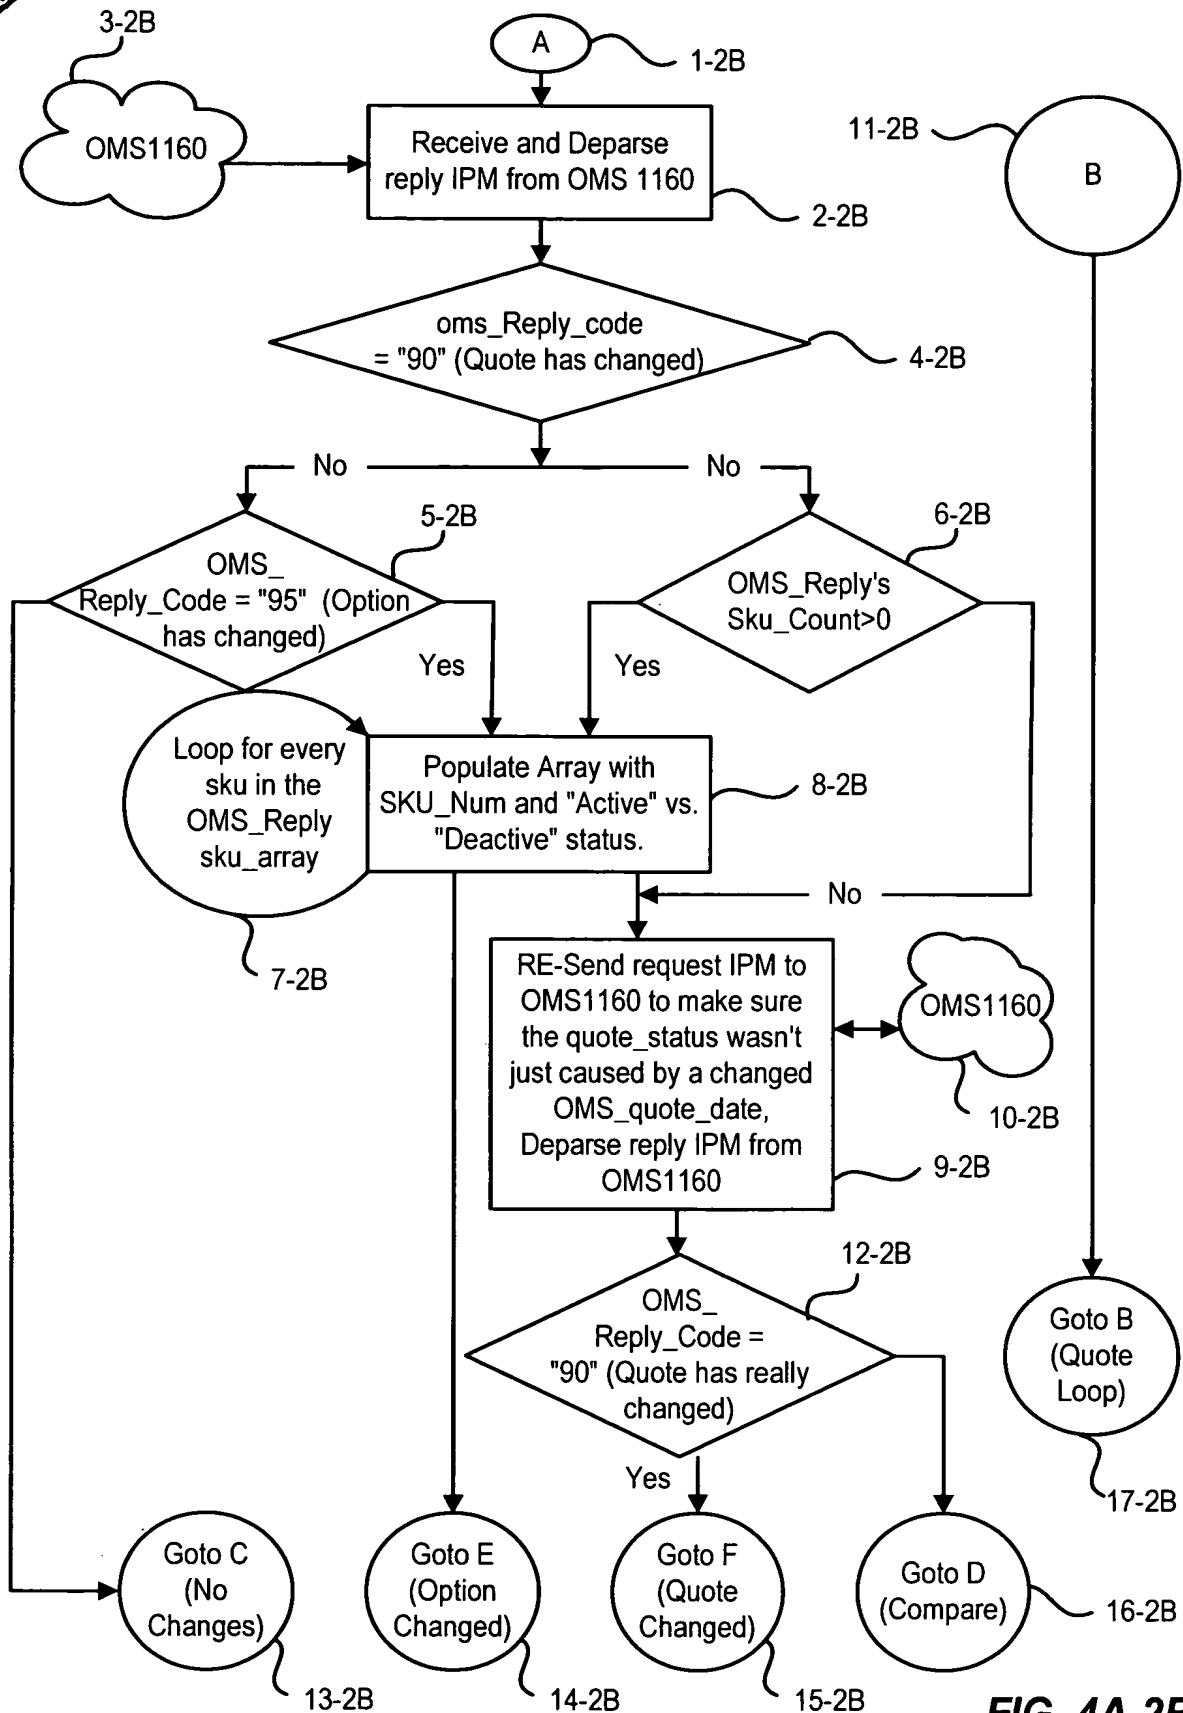 3-2B
A
1-2B
OMS1160
Receive and Deparse
reply IPM from OMS 1160
2-2B
11-2B
B
oms_Reply_code
= "90" (Quote has changed)
4-2B
No
No
5-2B
OMS_
Reply_Code = "95" (Option
has changed)
6-2B
OMS_Reply's
Sku_Count>0
Yes
Yes
Loop for every
sku in the
OMS_Reply
sku_array
7-2B
Populate Array with
SKU_Num and "Active" vs.
"Deactive" status.
8-2B
No
RE-Send request IPM to
OMS1160 to make sure
the quote_status wasn't
just caused by a changed
OMS_quote_date,
Deparse reply IPM from
OMS1160
OMS1160
10-2B
9-2B
12-2B
OMS_
Reply_Code =
"90" (Quote has really
changed)
Goto B
(Quote
Loop)
17-2B
Yes
Goto C
(No
Changes)
13-2B
Goto E
(Option
Changed)
14-2B
Goto F
(Quote
Changed)
15-2B
Goto D
(Compare)
16-2B
FIG. 4A-2B